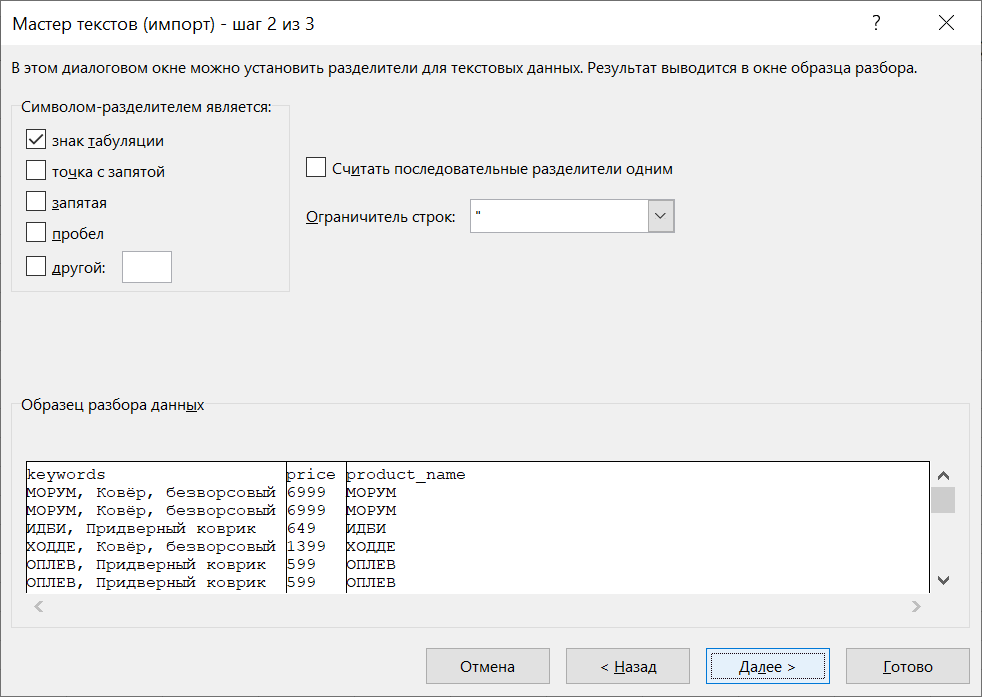 Мастер текстов (импорт) - шаг 2 из 3 ?
В этом диалоговом окне можно установить разделители для текстовых данных. Результат выводится в окне образца разбора.
Символом-разделителем является:
знак табуляции
точка с запятой
запятая
пробел
другой:
Считать последовательные разделители одним
Ограничитель строк: "
Образец разбора данных
keywords price product_name
МОРУМ, Ковёр, безворсовый 6999 МОРУМ
МОРУМ, Ковёр, безворсовый 6999 МОРУМ
ИДБИ, Придверный коврик 649 ИДБИ
ХОДДЕ, Ковёр, безворсовый 1399 ХОДДЕ
ОПЛЕВ, Придверный коврик 599 ОПЛЕВ
ОПЛЕВ, Придверный коврик 599 ОПЛЕВ
Отмена < Назад Далее > Готово